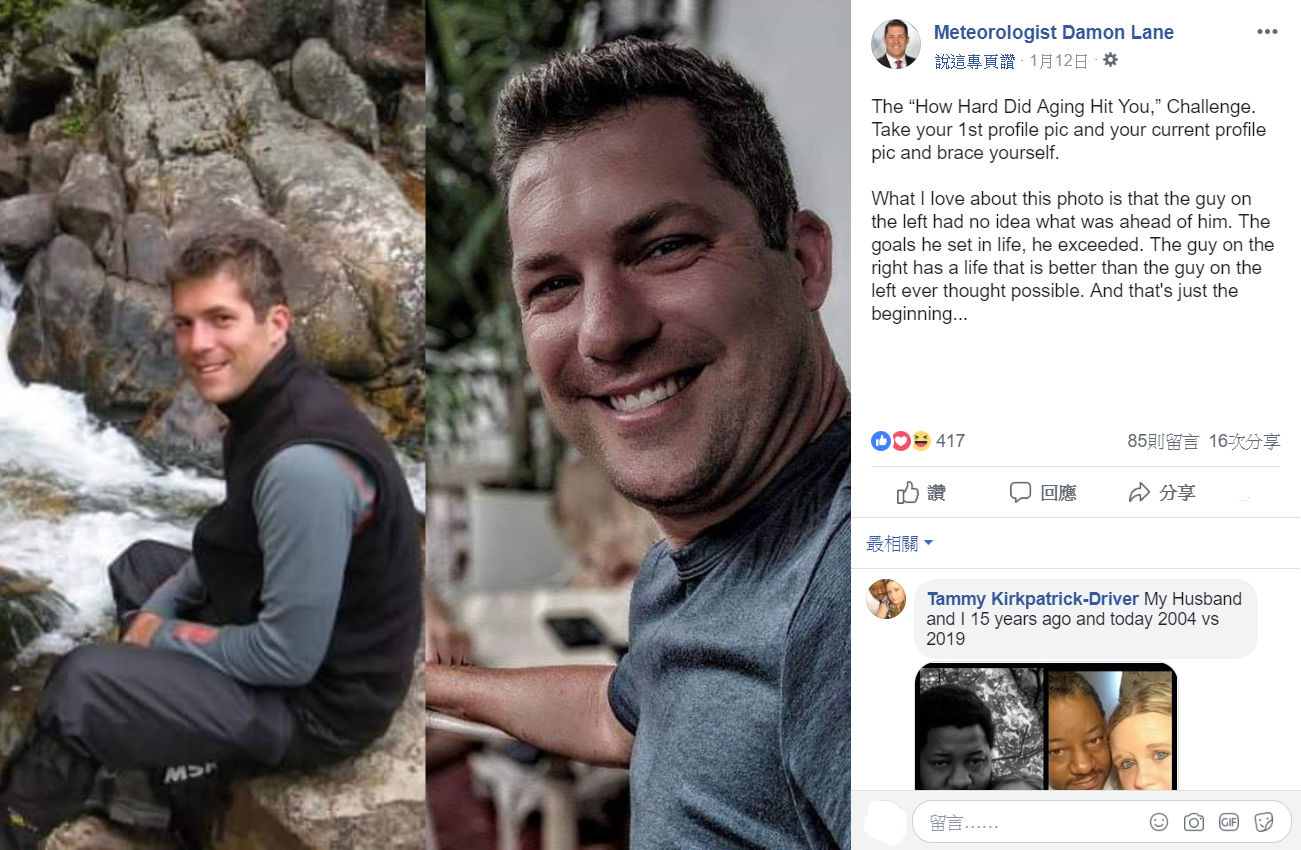 Meteorologist Damon Lane
說這專頁讚 · 1月12日 ·
The “How Hard Did Aging Hit You,” Challenge.
Take your 1st profile pic and your current profile
pic and brace yourself.
What I love about this photo is that the guy on
the left had no idea what was ahead of him. The
goals he set in life, he exceeded. The guy on the
right has a life that is better than the guy on the
left ever thought possible. And that's just the
beginning...
417
85則留言 16次分享
讚
回應
分享
最相關
Tammy Kirkpatrick-Driver My Husband
and I 15 years ago and today 2004 vs
2019
留言......
GIF